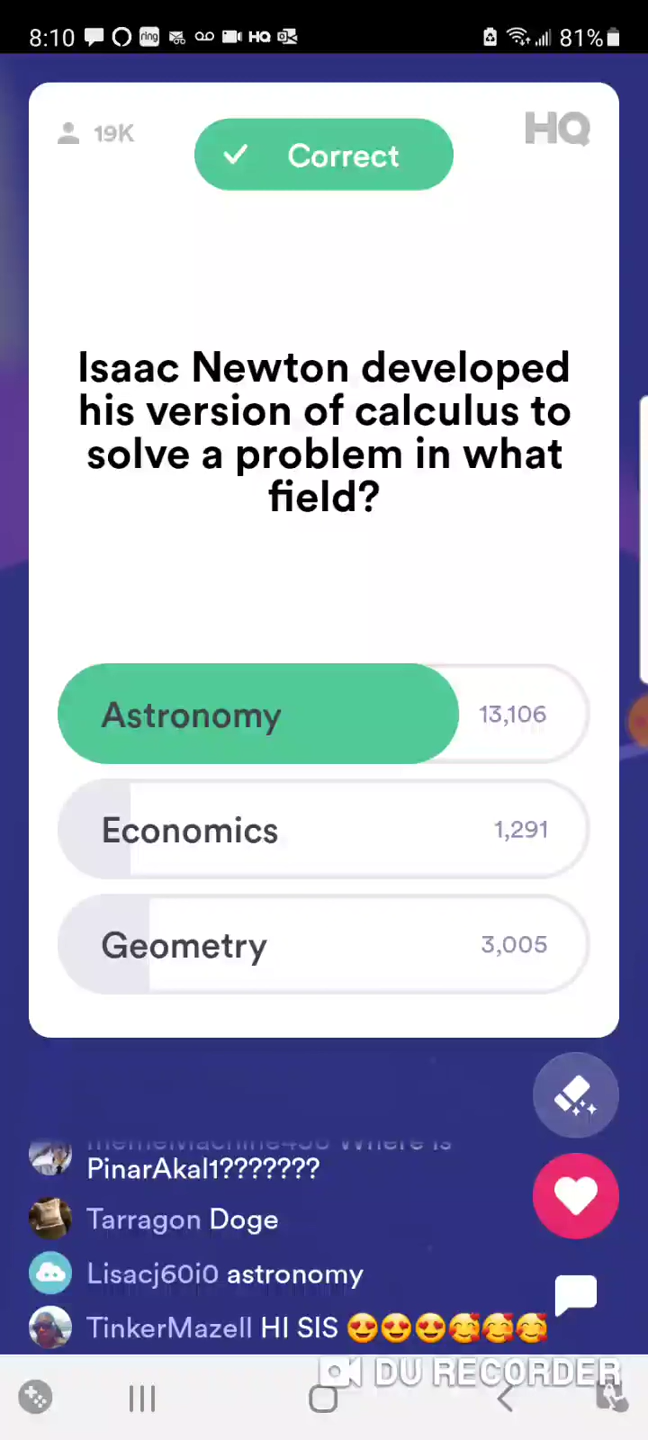 8:10 ring HQ 81%
19K
Correct
HQ
Isaac Newton developed
his version of calculus to
solve a problem in what
field?
Astronomy 13,106
Economics 1,291
Geometry 3,005
PinarAkal1???????
Tarragon Doge
Lisacj60i0 astronomy
TinkerMazell HI SIS 😍😍😍🥰🥰🥰
DU RECORDER